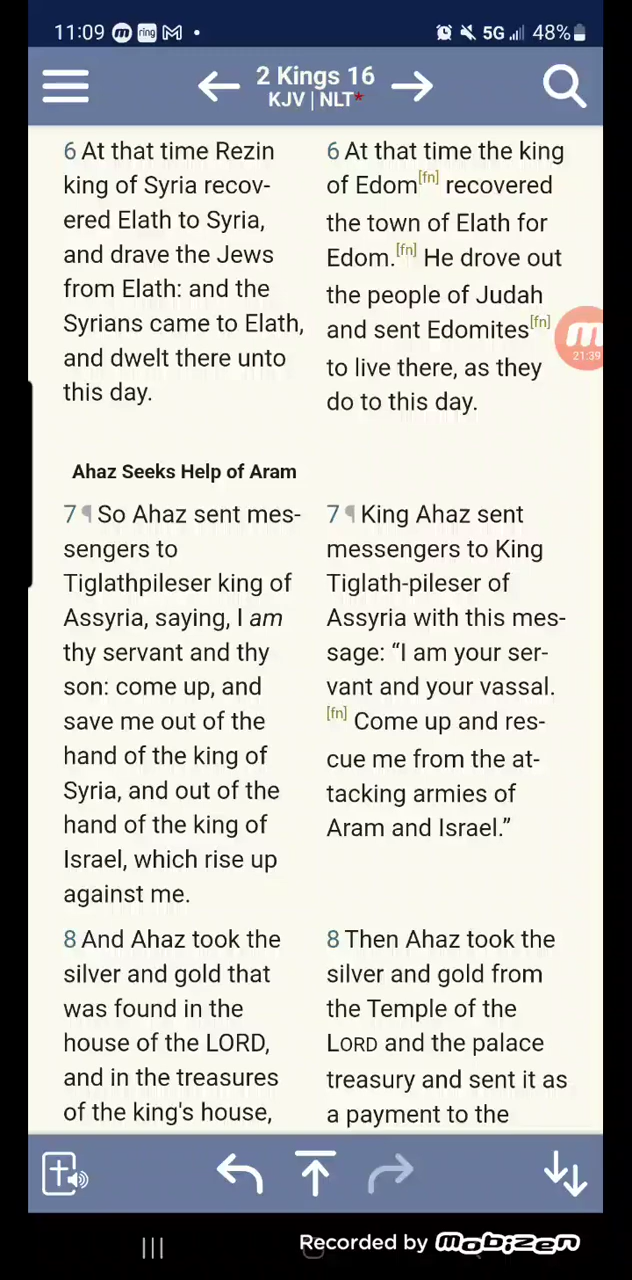 11:09 m ring M • 5G 48%
2 Kings 16
KJV | NLT*
6 At that time Rezin
king of Syria recov-
ered Elath to Syria,
and drave the Jews
from Elath: and the
Syrians came to Elath,
and dwelt there unto
this day.
6 At that time the king
of Edom[fn] recovered
the town of Elath for
Edom.[fn] He drove out
the people of Judah
and sent Edomites[fn]
to live there, as they
do to this day.
m
21:39
Ahaz Seeks Help of Aram
7 ¶ So Ahaz sent mes-
sengers to
Tiglathpileser king of
Assyria, saying, I am
thy servant and thy
son: come up, and
save me out of the
hand of the king of
Syria, and out of the
hand of the king of
Israel, which rise up
against me.
7 ¶ King Ahaz sent
messengers to King
Tiglath-pileser of
Assyria with this mes-
sage: “I am your ser-
vant and your vassal.
[fn] Come up and res-
cue me from the at-
tacking armies of
Aram and Israel.”
8 And Ahaz took the
silver and gold that
was found in the
house of the LORD,
and in the treasures
of the king's house,
8 Then Ahaz took the
silver and gold from
the Temple of the
LORD and the palace
treasury and sent it as
a payment to the
Recorded by mobizen